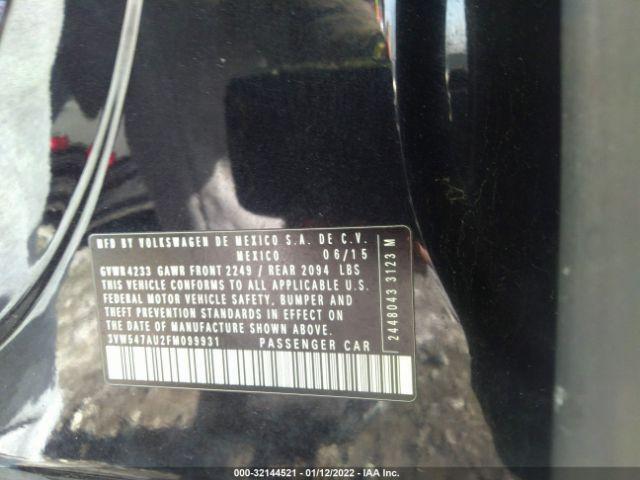 MFD BY VOLKSWAGEN DE MEXICO S.A. DE C.V.
MEXICO 06/15
GVWR4233 GAWR FRONT 2249 / REAR 2094 LBS
THIS VEHICLE CONFORMS TO ALL APPLICABLE U.S.
FEDERAL MOTOR VEHICLE SAFETY, BUMPER AND
THEFT PREVENTION STANDARDS IN EFFECT ON
THE DATE OF MANUFACTURE SHOWN ABOVE.
3VW547AU2FM099931 PASSENGER CAR
2448043 3123 M
000-32144521 - 01/12/2022 - IAA Inc.